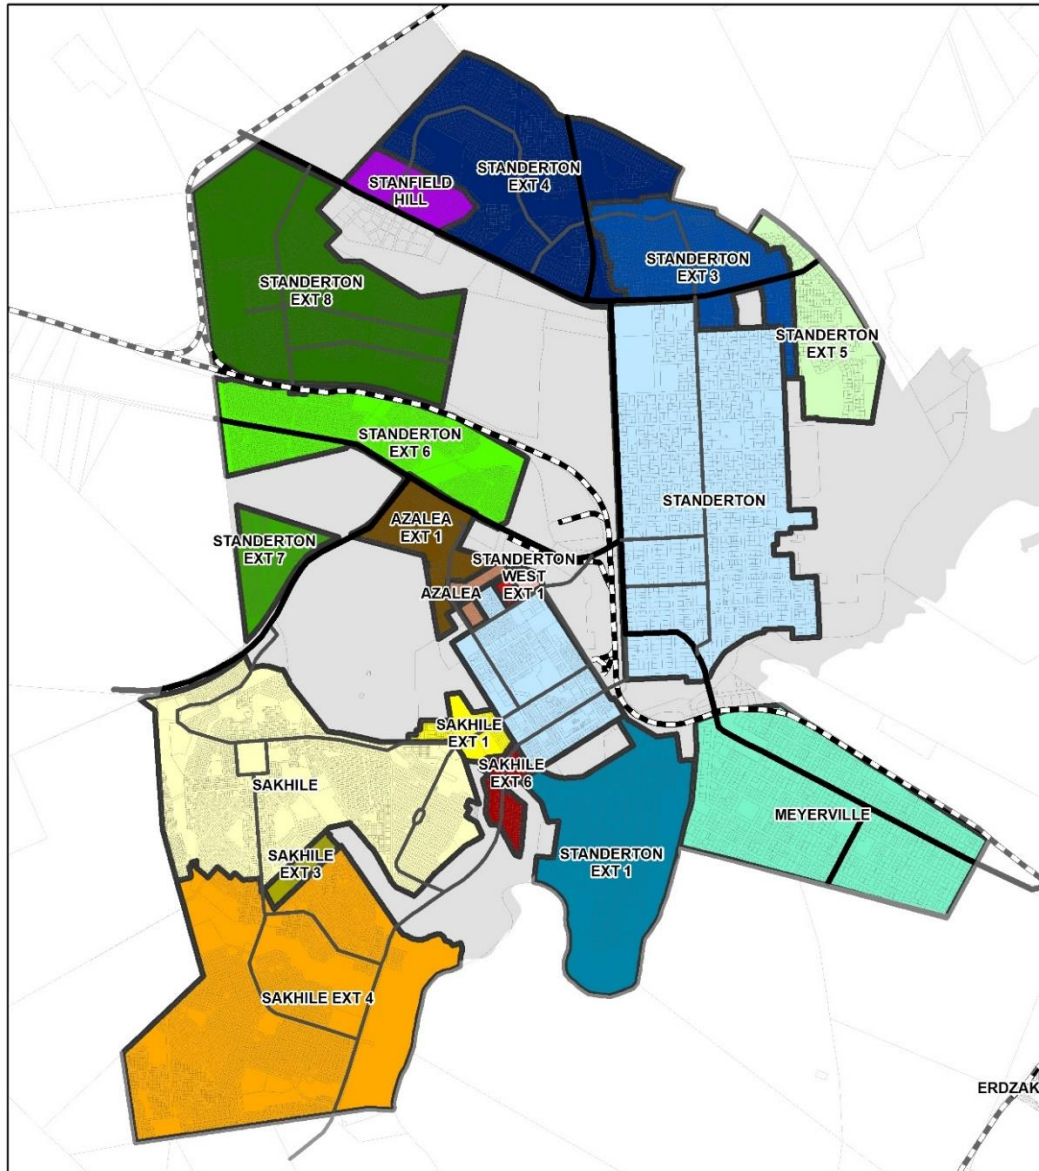 STANDERTON
EXT 4
STANFIELD
HILL
STANDERTON
EXT 3
STANDERTON
EXT 8
STANDERTON
EXT 5
STANDERTON
EXT 6
STANDERTON
AZALEA
EXT 1
STANDERTON
EXT 7
STANDERTON
WEST
EXT 1
AZALEA
SAKHILE
EXT 1
SAKHILE
EXT 6
SAKHILE
MEYERVILLE
SAKHILE
EXT 3
STANDERTON
EXT 1
SAKHILE EXT 4
ERDZAK